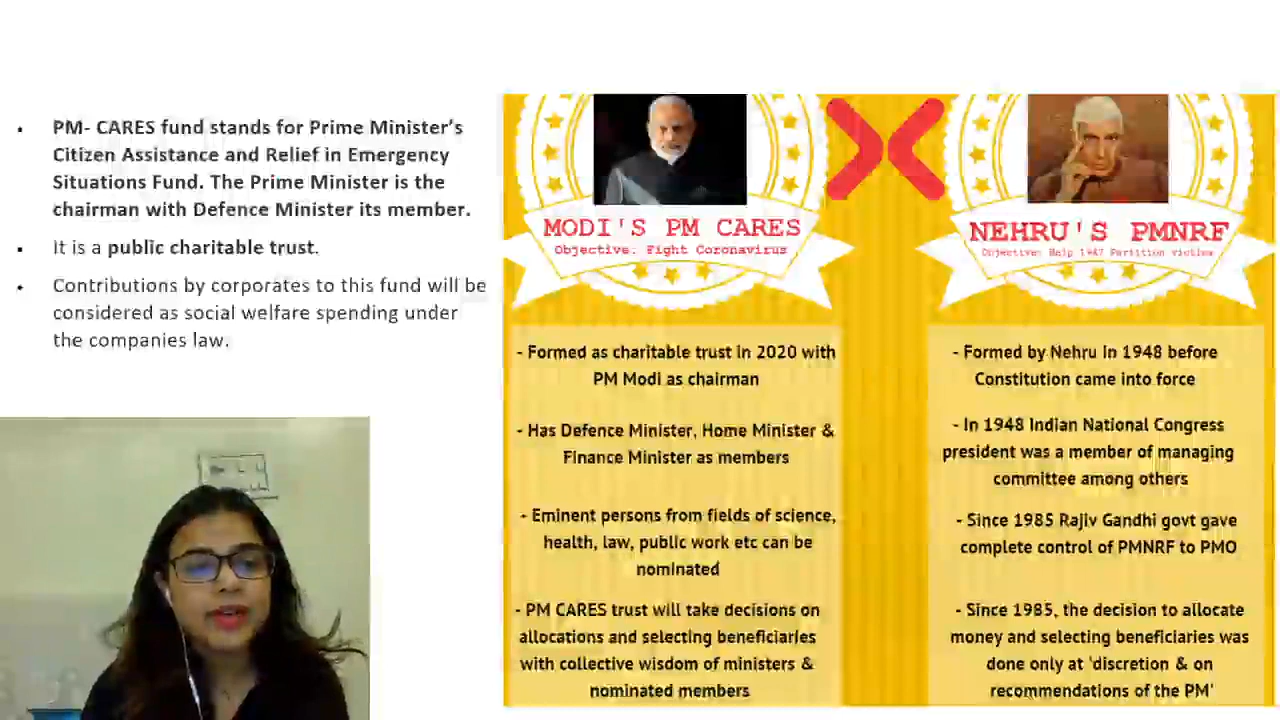 • PM- CARES fund stands for Prime Minister's
Citizen Assistance and Relief in Emergency
Situations Fund. The Prime Minister is the
chairman with Defence Minister its member.
• It is a public charitable trust.
• Contributions by corporates to this fund will be
considered as social welfare spending under
the companies law.
MODI'S PM CARES
Objective: Fight Coronavirus
- Formed as charitable trust in 2020 with
PM Modi as chairman
- Has Defence Minister, Home Minister &
Finance Minister as members
- Eminent persons from fields of science,
health, law, public work etc can be
nominated
- PM CARES trust will take decisions on
allocations and selecting beneficiaries
with collective wisdom of ministers &
nominated members
NEHRU'S PMNRF
Objective: Help 1947 Partition victims
- Formed by Nehru in 1948 before
Constitution came into force
- In 1948 Indian National Congress
president was a member of managing
committee among others
- Since 1985 Rajiv Gandhi govt gave
complete control of PMNRF to PMO
- Since 1985, the decision to allocate
money and selecting beneficiaries was
done only at 'discretion & on
recommendations of the PM'